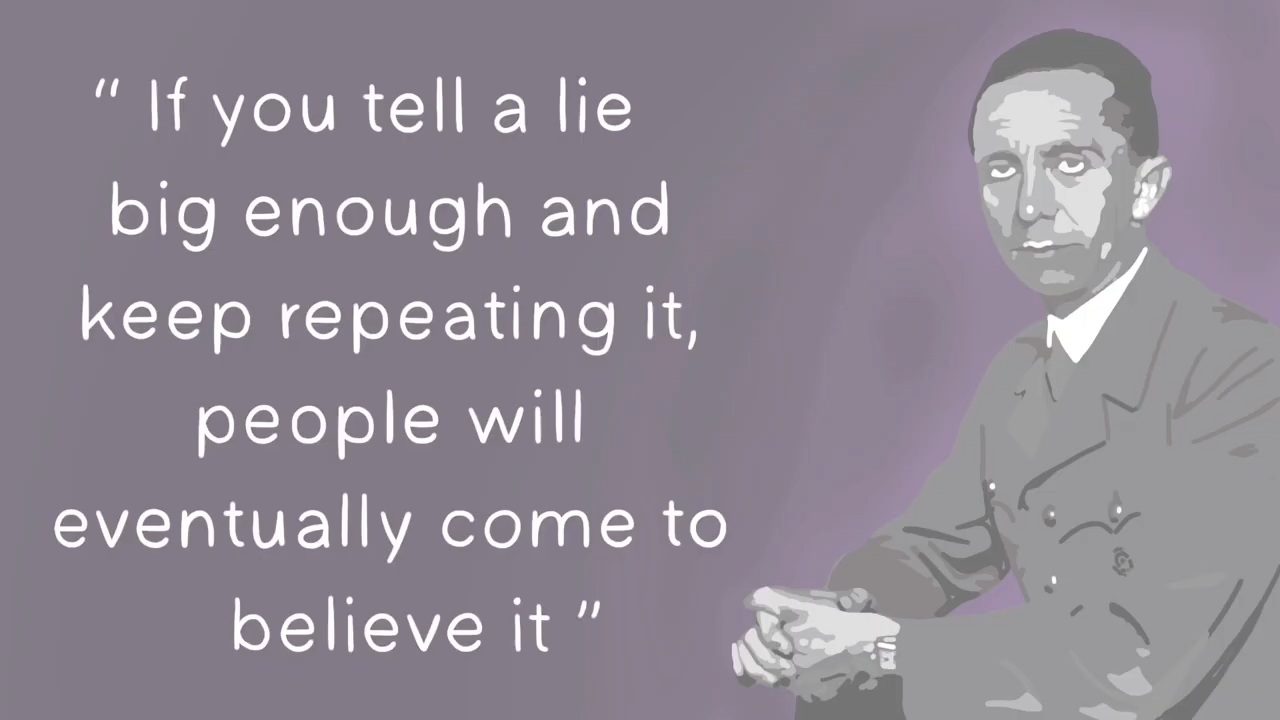 “ If you tell a lie
big enough and
keep repeating it,
people will
eventually come to
believe it ”